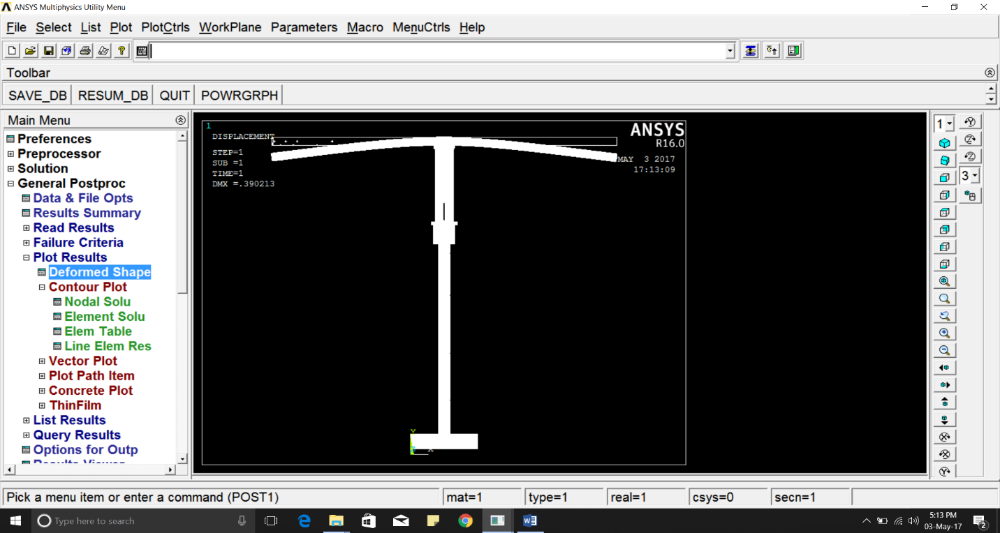 ANSYS Multiphysics Utility Menu
File Select List Plot PlotCtrls WorkPlane Parameters Macro MenuCtrls Help
Toolbar
SAVE_DB RESUM_DB QUIT POWRGRPH
Main Menu
Preferences
Preprocessor
Solution
General Postproc
Data & File Opts
Results Summary
Read Results
Failure Criteria
Plot Results
Deformed Shape
Contour Plot
Nodal Solu
Element Solu
Elem Table
Line Elem Res
Vector Plot
Plot Path Item
Concrete Plot
ThinFilm
List Results
Query Results
Options for Outp
Results Viewer
1
DISPLACEMENT
STEP=1
SUB =1
TIME=1
DMX =.390213
ANSYS
R16.0
MAY 3 2017
17:13:09
Y
Z
X
1
3
Pick a menu item or enter a command (POST1)
mat=1
type=1
real=1
csys=0
secn=1
Type here to search
5:13 PM
03-May-17
2